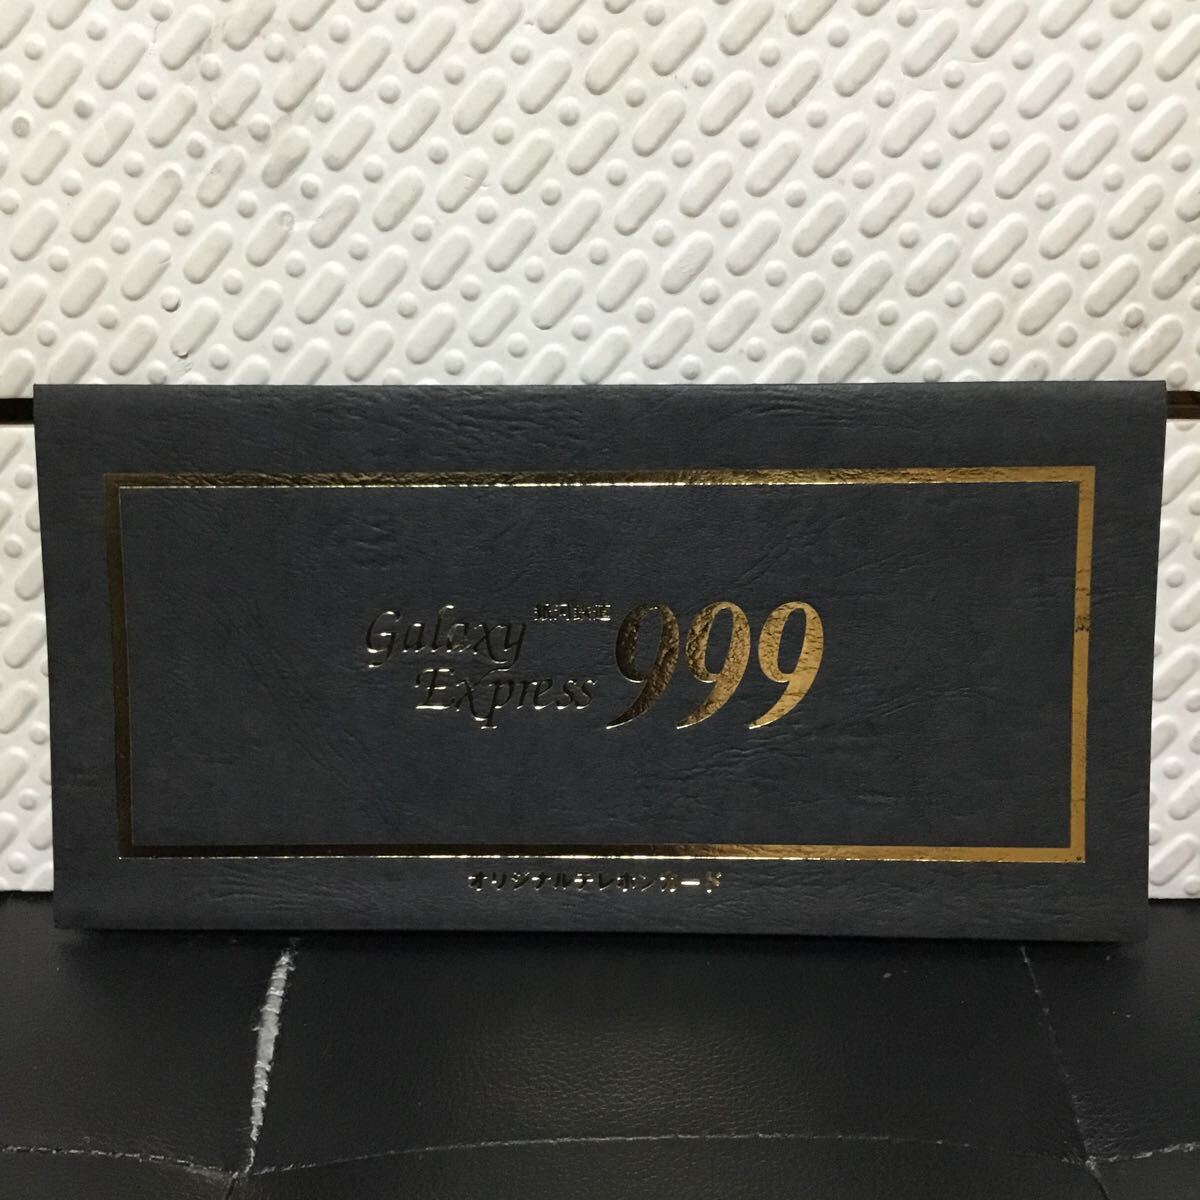 銀河鉄道
Galaxy
Express 999
オリジナルテレホンカード